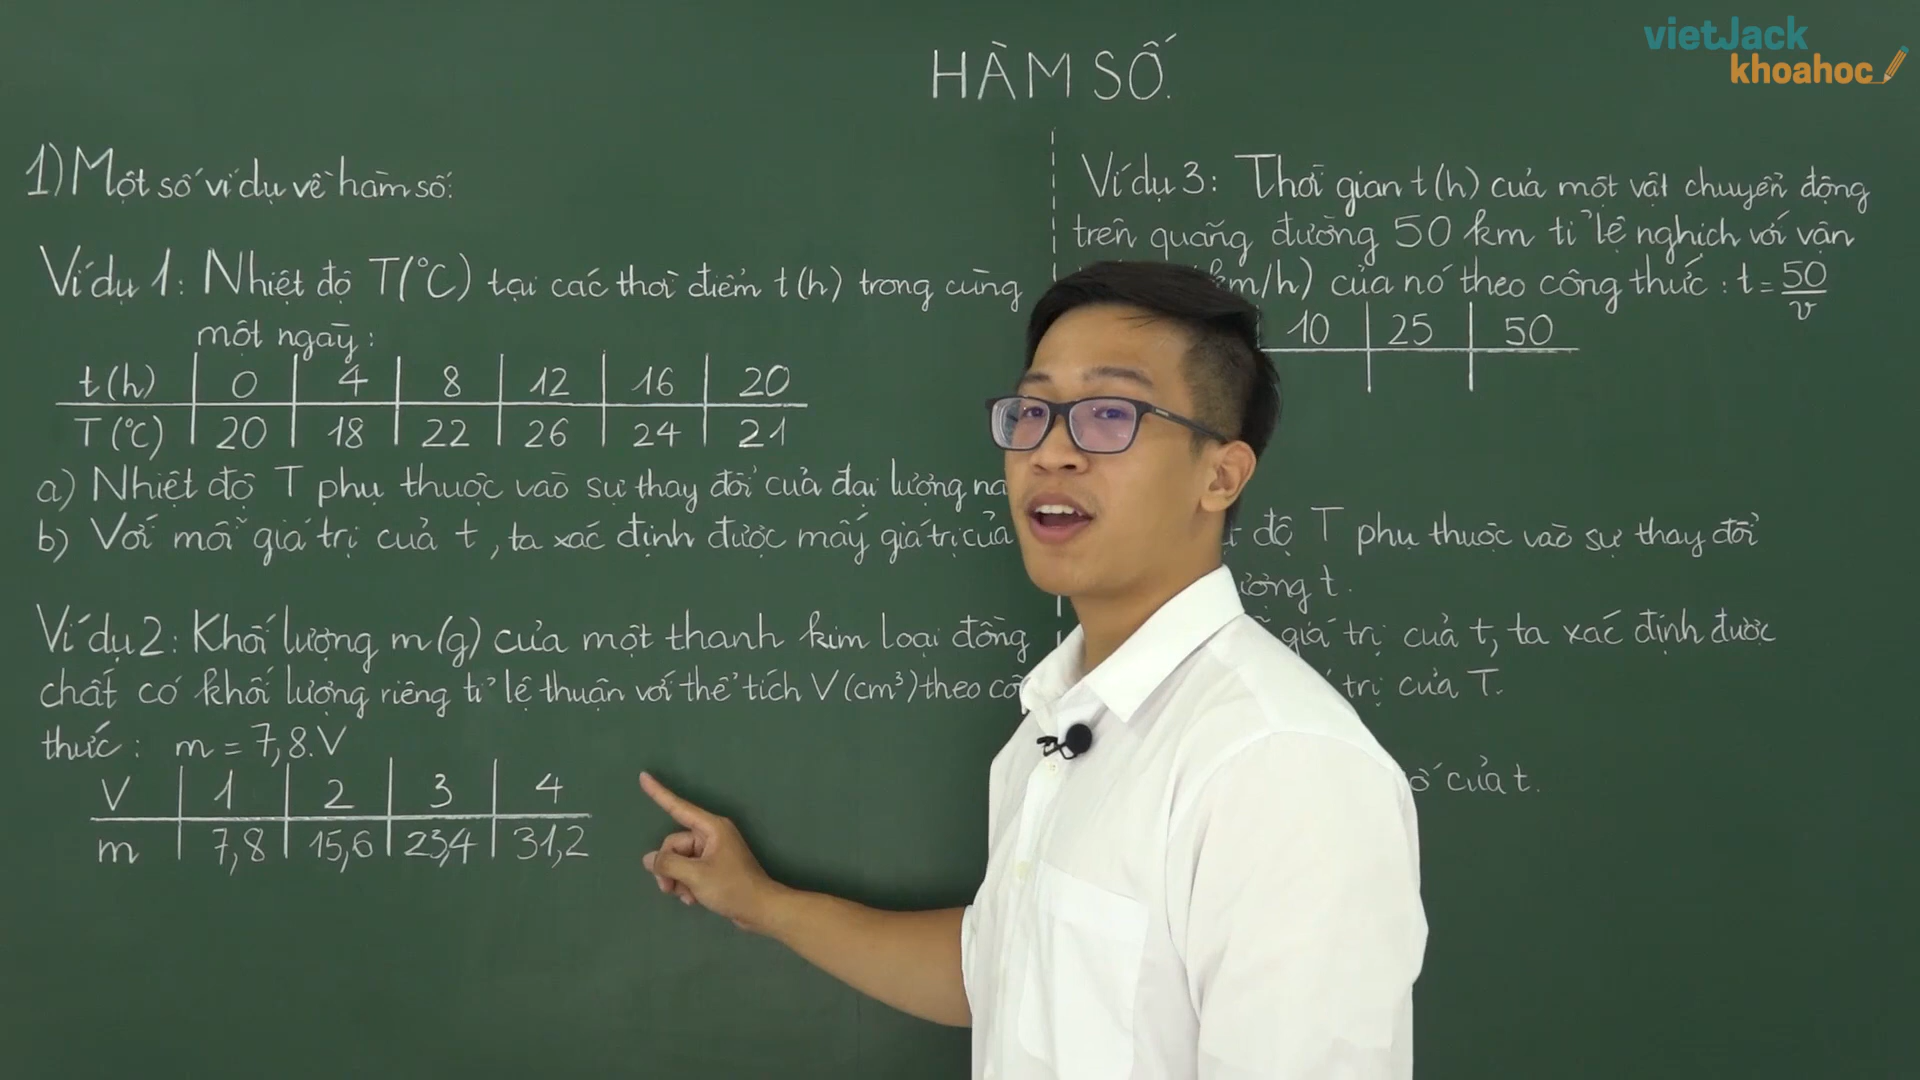 vietJack
khoahoc
HÀM SỐ.
1) Một số ví dụ về hàm số:
Ví dụ 1: Nhiệt độ T(°C) tại các thời điểm t(h) trong cùng
một ngày:
t(h) 0 4 8 12 16 20
T(°C) 20 18 22 26 24 21
a) Nhiệt độ T phụ thuộc vào sự thay đổi của đại lượng
b) Với mỗi giá trị của t, ta xác định được mấy giá trị của
Ví dụ 2: Khối lượng m(g) của một thanh kim loại đồng
chất có khối lượng riêng tỉ lệ thuận với thể tích V(cm³) theo
thức: m = 7,8.V
V 1 2 3 4
m 7,8 15,6 23,4 31,2
Ví dụ 3: Thời gian t(h) của một vật chuyển động
trên quãng đường 50 km tỉ lệ nghịch với vận
km/h) của nó theo công thức: t = 50/v
10 25 50
độ T phụ thuộc vào sự thay đổi
t.
giá trị của t, ta xác định được
trị của T.
của t.